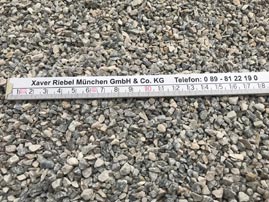 Xaver Riebel München GmbH & Co. KG Telefon: 0 89 - 81 22 19 0
1 2 3 4 5 6 7 8 9 10 11 12 13 14 15 16 17 18